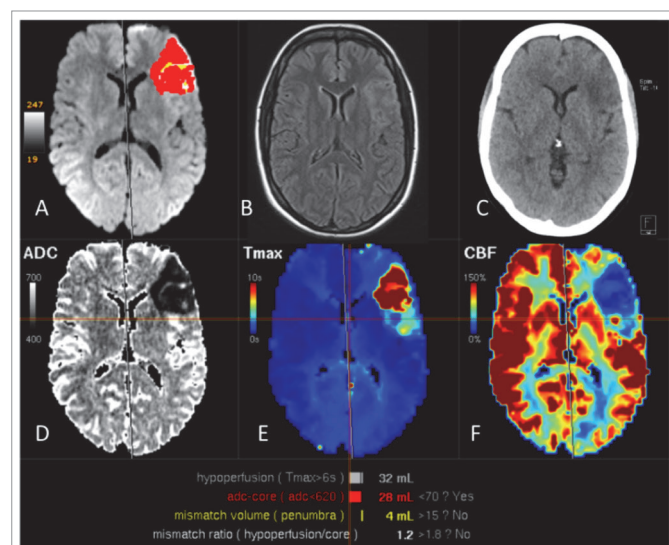 247
19
A
B
C
F
ADC
700
400
D
Tmax
10s
0s
E
CBF
150%
0%
F
hypoperfusion ( Tmax>6s ) 32 mL
adc-core ( adc<620 ) 28 mL <70 ? Yes
mismatch volume ( penumbra ) 4 mL >15 ? No
mismatch ratio ( hypoperfusion/core ) 1.2 >1.8 ? No